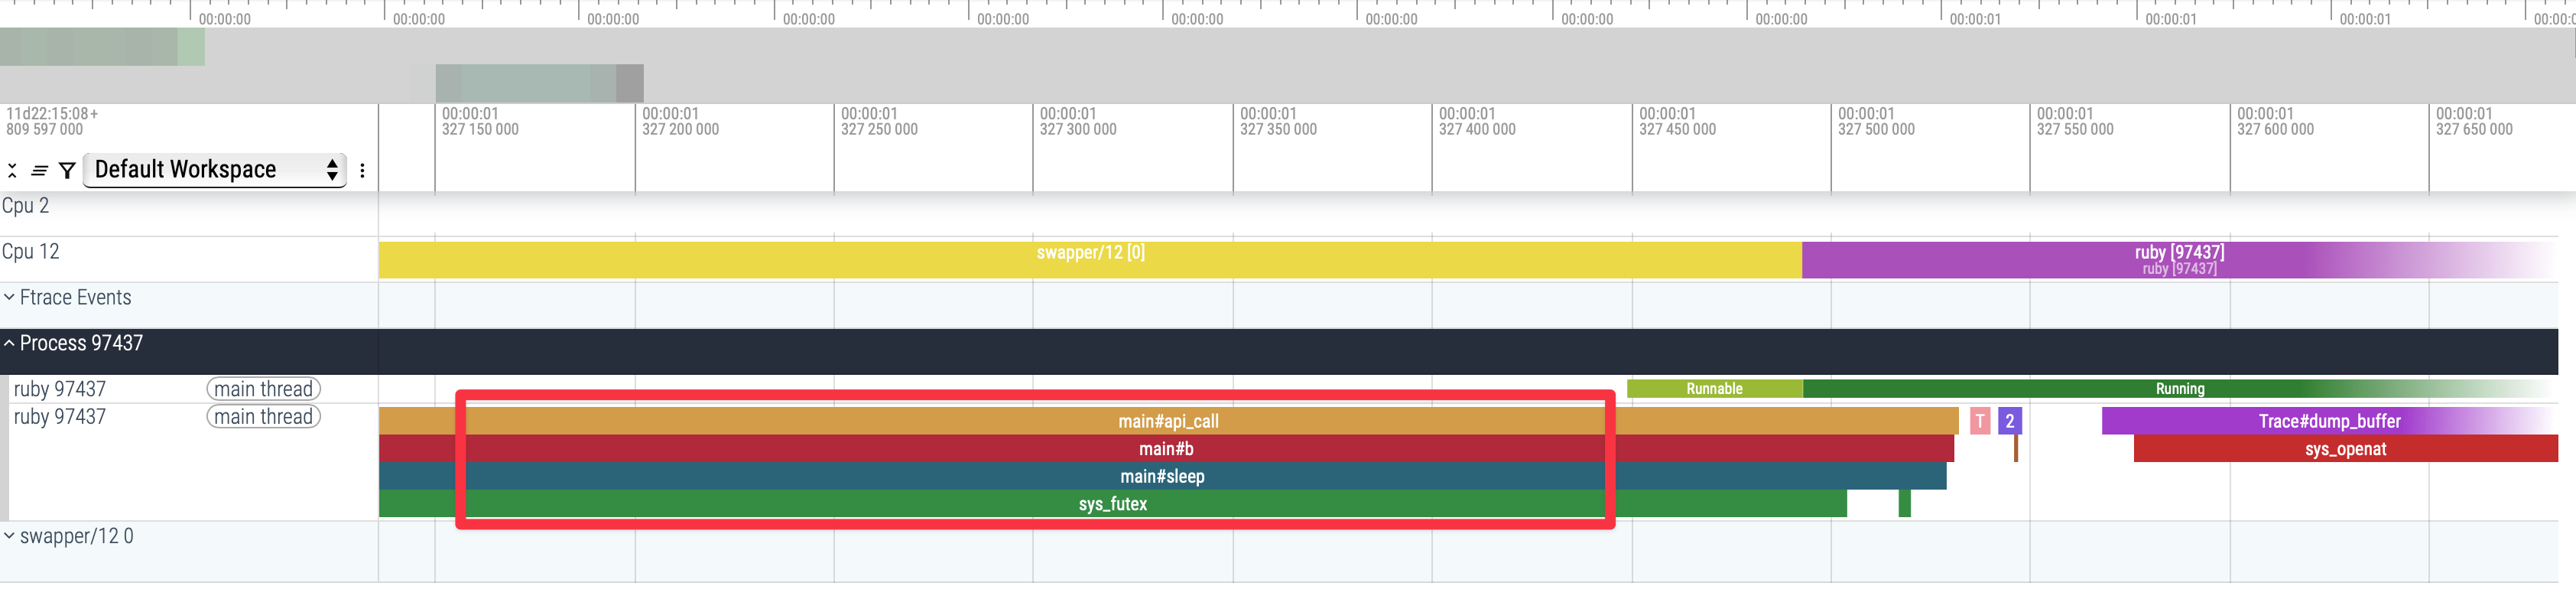 00:00:00 00:00:00 00:00:00 00:00:00 00:00:00 00:00:00 00:00:00 00:00:00 00:00:00 00:00:01 00:00:01 00:00:01 00:00:0
11d22:15:08+ 00:00:01 00:00:01 00:00:01 00:00:01 00:00:01 00:00:01 00:00:01 00:00:01 00:00:01 00:00:01 00:00:01
809 597 000 327 150 000 327 200 000 327 250 000 327 300 000 327 350 000 327 400 000 327 450 000 327 500 000 327 550 000 327 600 000 327 650 000
Default Workspace
Cpu 2
Cpu 12 swapper/12 [0] ruby [97437]
ruby [97437]
Ftrace Events
Process 97437
ruby 97437 main thread Runnable Running
ruby 97437 main thread main#api_call T 2 Trace#dump_buffer
main#b sys_openat
main#sleep
sys_futex
swapper/12 0